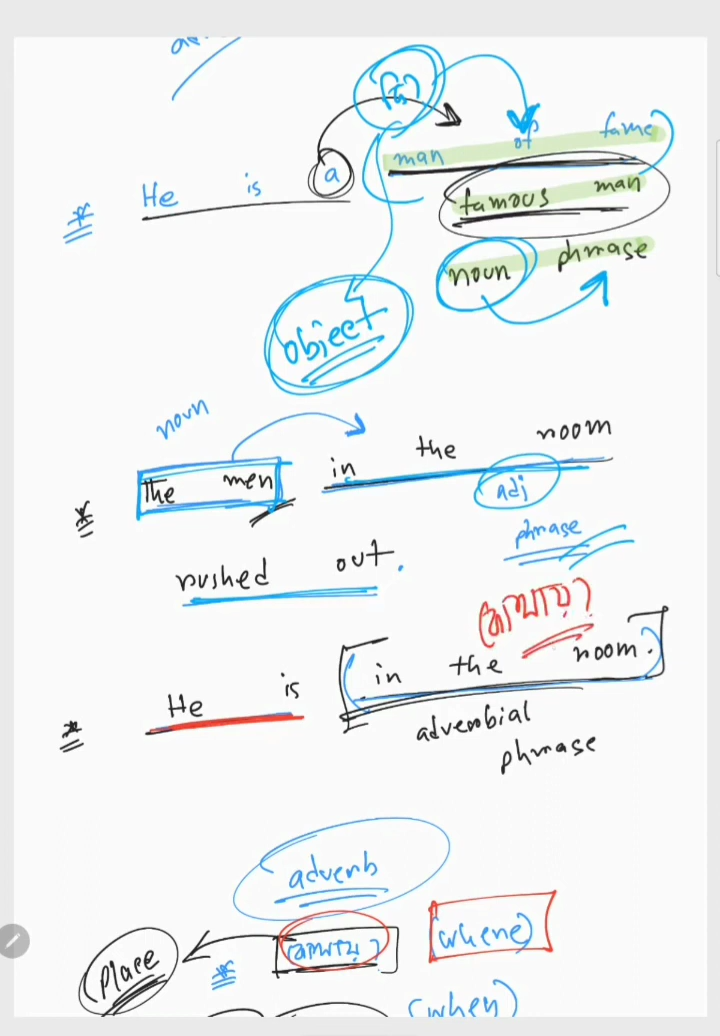 কি?
man of fame
He is a
famous man
noun phrase
object
noun
The men in the room
adj
phrase
rushed out.
কোথায়?
He is in the room.
adverbial
phrase
adverb
কোথায়?
(where)
Place
(when)